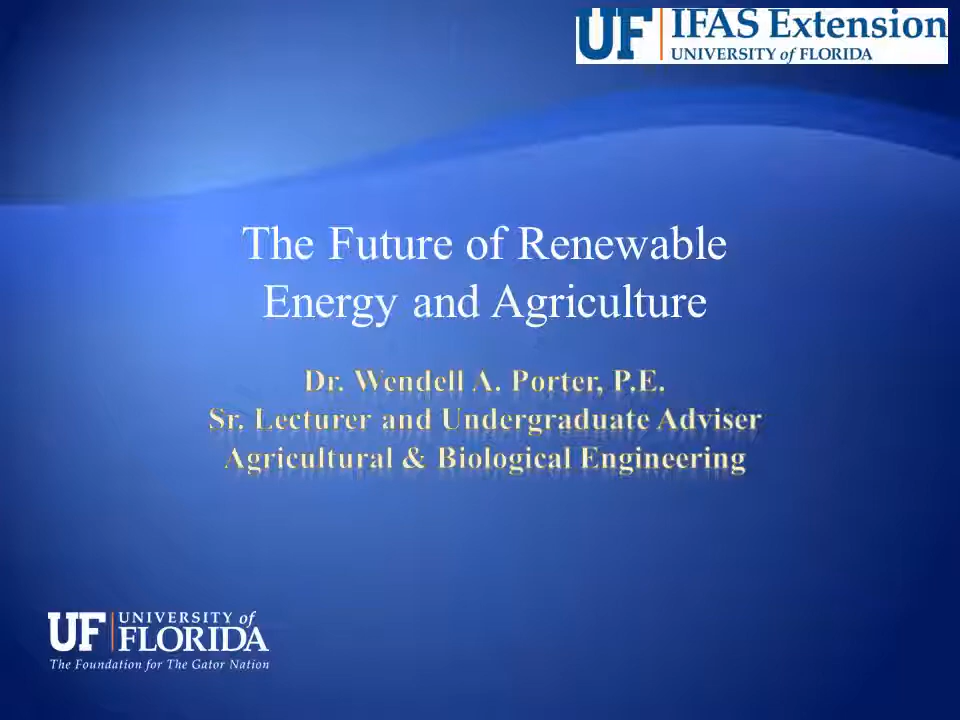 UF IFAS Extension
UNIVERSITY of FLORIDA
The Future of Renewable
Energy and Agriculture
Dr. Wendell A. Porter, P.E.
Sr. Lecturer and Undergraduate Adviser
Agricultural & Biological Engineering
UF UNIVERSITY of
FLORIDA
The Foundation for The Gator Nation